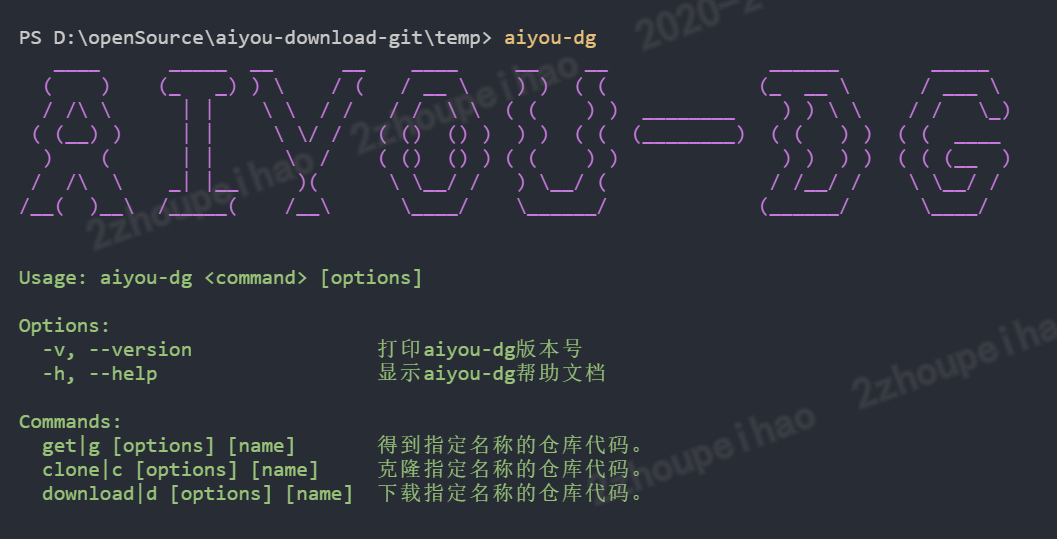 PS D:\openSource\aiyou-download-git\temp> aiyou-dg
AIYOU-DG
Usage: aiyou-dg <command> [options]
Options:
-v, --version 打印aiyou-dg版本号
-h, --help 显示aiyou-dg帮助文档
Commands:
get|g [options] [name] 得到指定名称的仓库代码。
clone|c [options] [name] 克隆指定名称的仓库代码。
download|d [options] [name] 下载指定名称的仓库代码。
2020-2
2zhoupeihao
2zhoupeihao
2zhoupeihao
2zhoupeihao